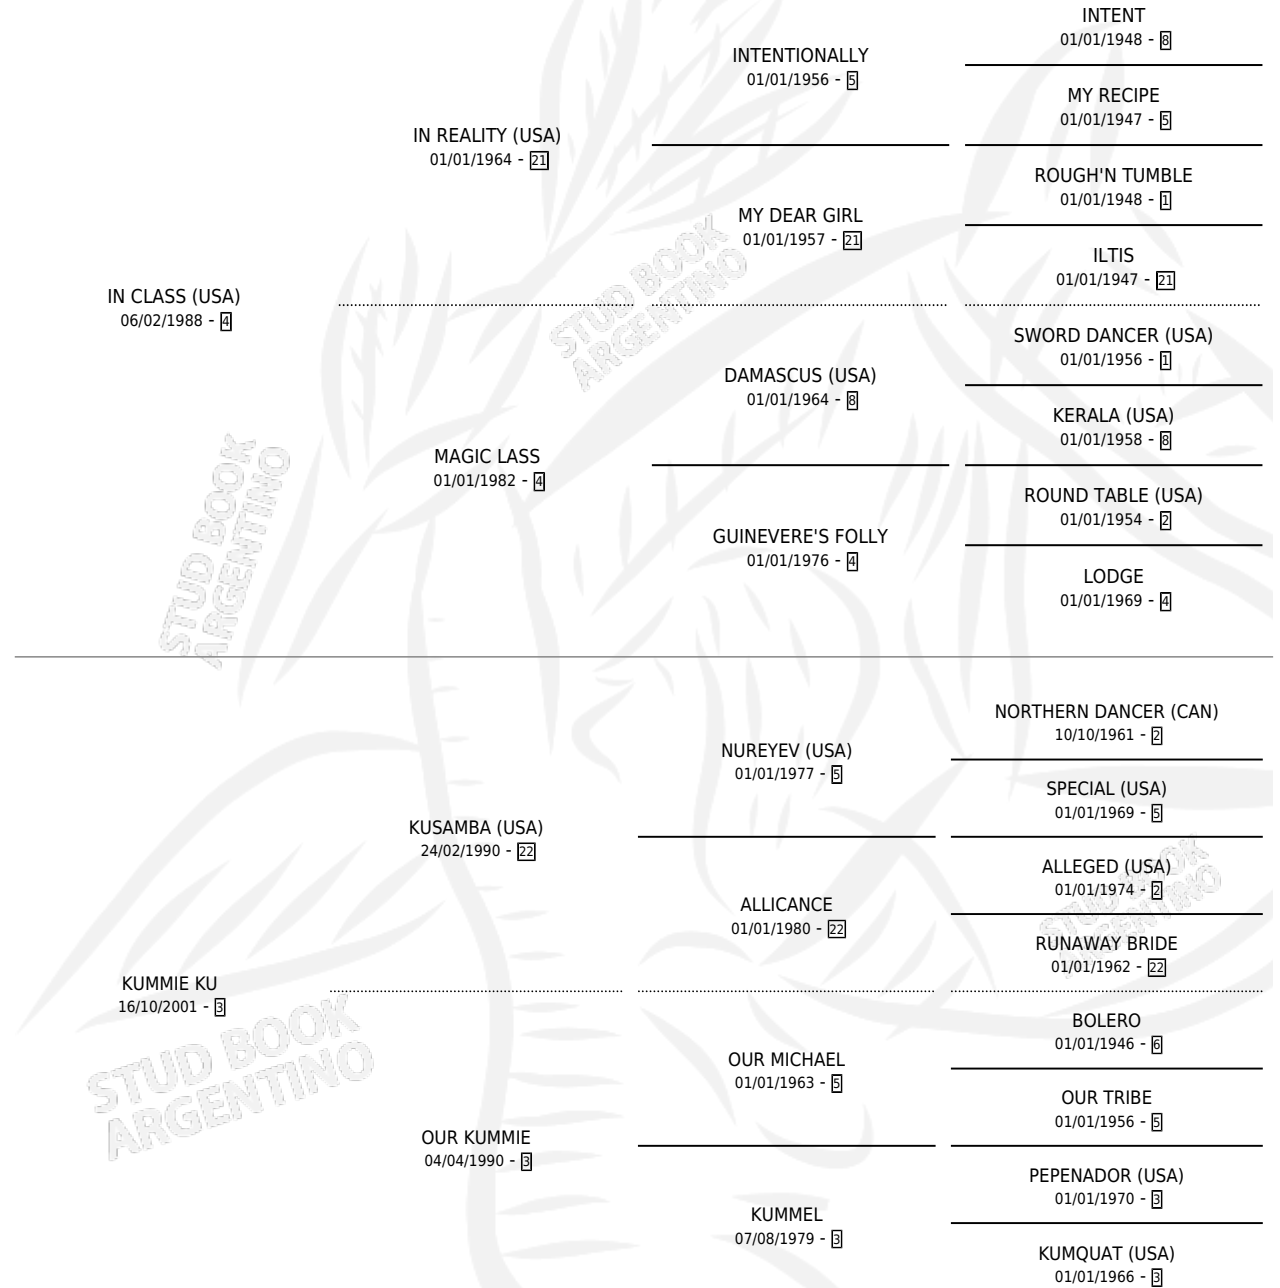 INTENT
01/01/1948 - 8
INTENTIONALLY
01/01/1956 - 5
MY RECIPE
01/01/1947 - 5
IN REALITY (USA)
01/01/1964 - 21
ROUGH'N TUMBLE
01/01/1948 - 1
MY DEAR GIRL
01/01/1957 - 21
ILTIS
01/01/1947 - 21
IN CLASS (USA)
06/02/1988 - 4
SWORD DANCER (USA)
01/01/1956 - 1
DAMASCUS (USA)
01/01/1964 - 8
KERALA (USA)
01/01/1958 - 8
MAGIC LASS
01/01/1982 - 4
ROUND TABLE (USA)
01/01/1954 - 2
GUINEVERE'S FOLLY
01/01/1976 - 4
LODGE
01/01/1969 - 4
NORTHERN DANCER (CAN)
10/10/1961 - 2
NUREYEV (USA)
01/01/1977 - 5
SPECIAL (USA)
01/01/1969 - 5
KUSAMBA (USA)
24/02/1990 - 22
ALLEGED (USA)
01/01/1974 - 2
ALLICANCE
01/01/1980 - 22
RUNAWAY BRIDE
01/01/1962 - 22
KUMMIE KU
16/10/2001 - 3
BOLERO
01/01/1946 - 6
OUR MICHAEL
01/01/1963 - 5
OUR TRIBE
01/01/1956 - 5
OUR KUMMIE
04/04/1990 - 3
PEPENADOR (USA)
01/01/1970 - 3
KUMMEL
07/08/1979 - 3
KUMQUAT (USA)
01/01/1966 - 3
STUD BOOK
ARGENTINO
STUD BOOK
ARGENTINO
STUD BOOK
ARGENTINO
STUD BOOK
ARGENTINO